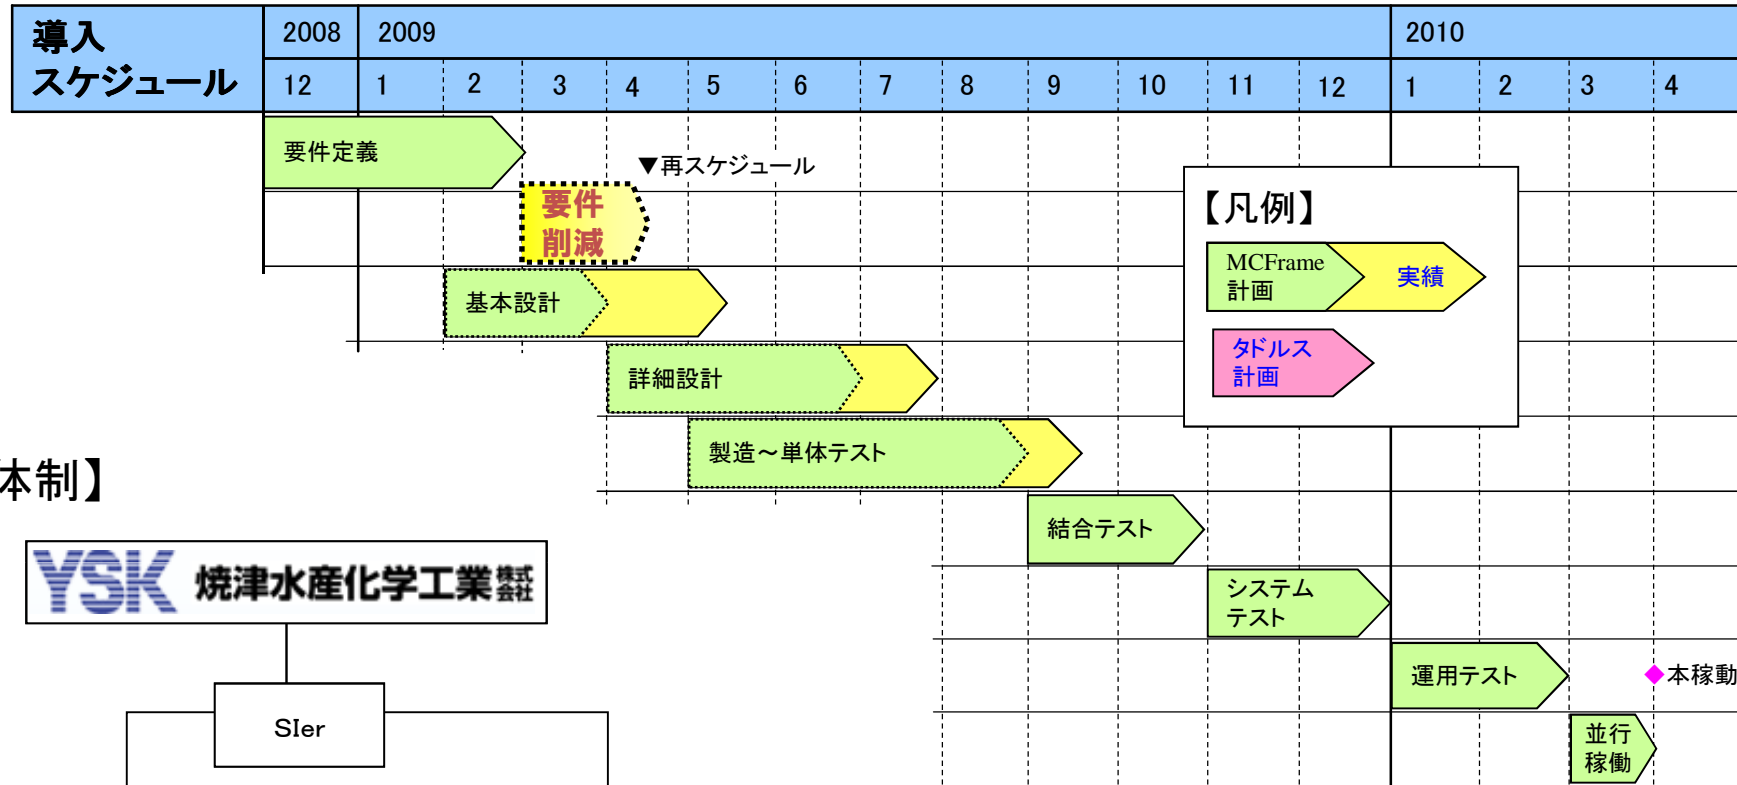 導入
スケジュール
2008 2009 2010
12 1 2 3 4 5 6 7 8 9 10 11 12 1 2 3 4
要件定義
▼再スケジュール
要件
削減
【凡例】
MCFrame
計画
実績
タドルス
計画
基本設計
詳細設計
製造～単体テスト
体制】
結合テスト
YSK 焼津水産化学工業株式会社
システム
テスト
運用テスト
◆本稼動
SIer
並行
稼働